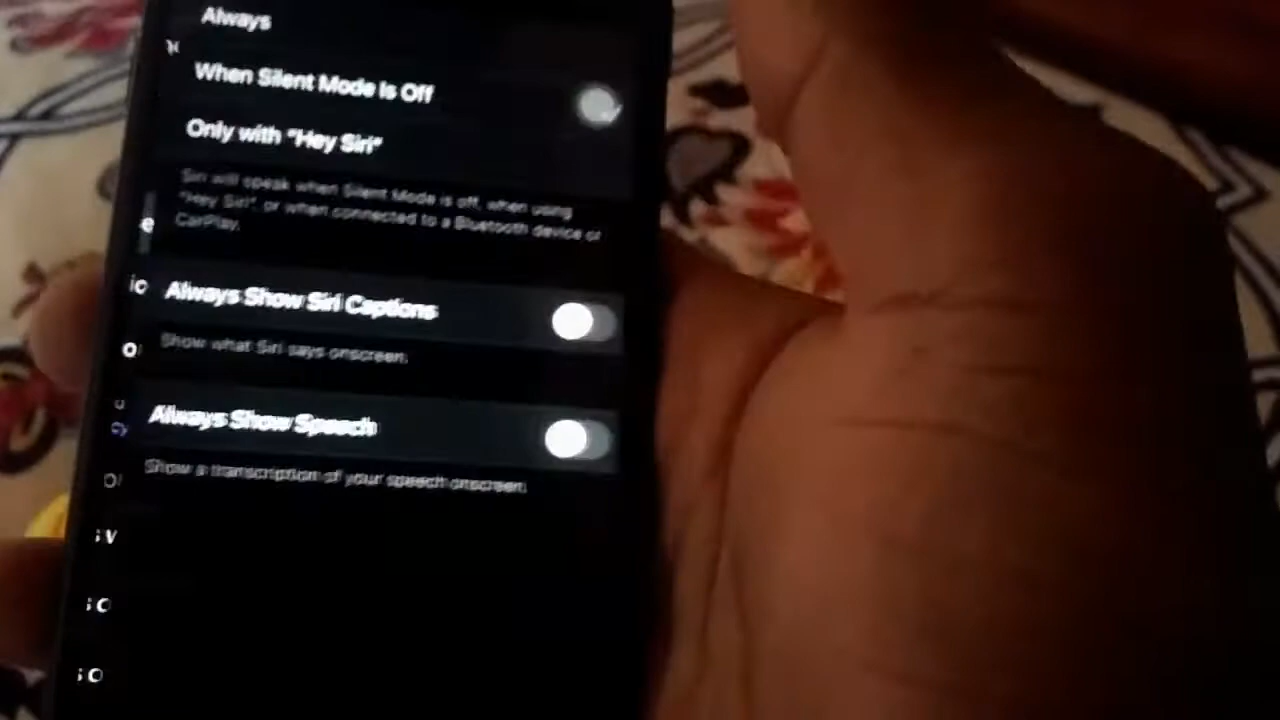 Always
When Silent Mode Is Off
Only with "Hey Siri"
Siri will speak when Silent Mode is off, when using
"Hey Siri", or when connected to a Bluetooth device or
CarPlay.
Always Show Siri Captions
Show what Siri says onscreen.
Always Show Speech
Show a transcription of your speech onscreen.